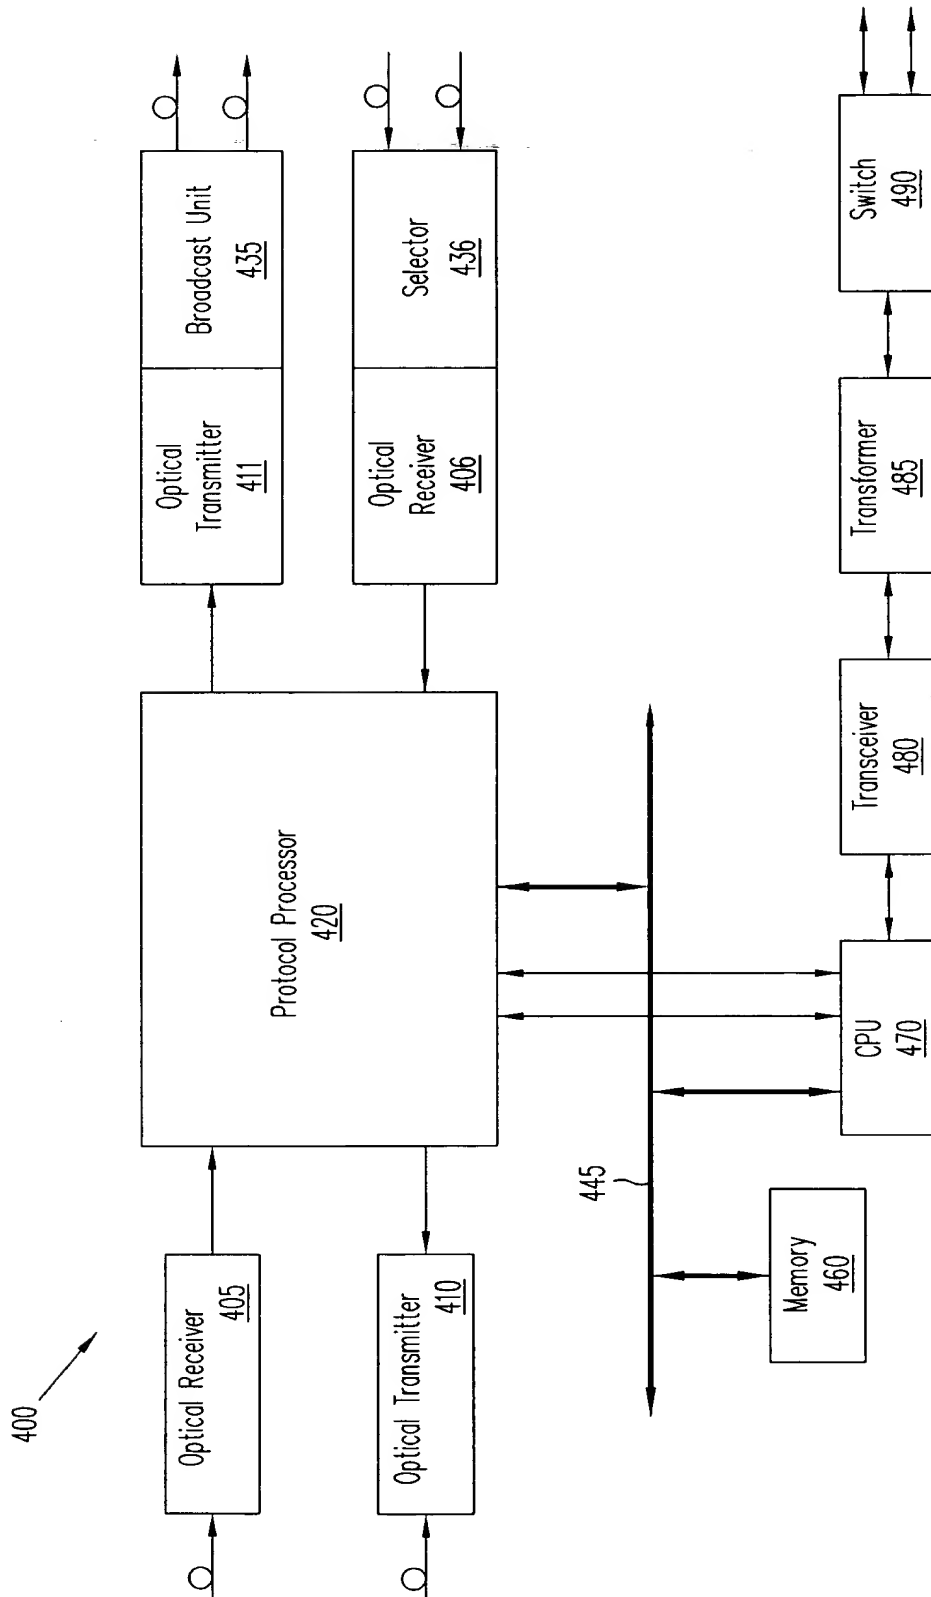 400
Optical Receiver
405
Optical Transmitter
410
Protocol Processor
420
Optical
Transmitter
411
Broadcast Unit
435
Optical
Receiver
406
Selector
436
445
Memory
460
CPU
470
Transceiver
480
Transformer
485
Switch
490